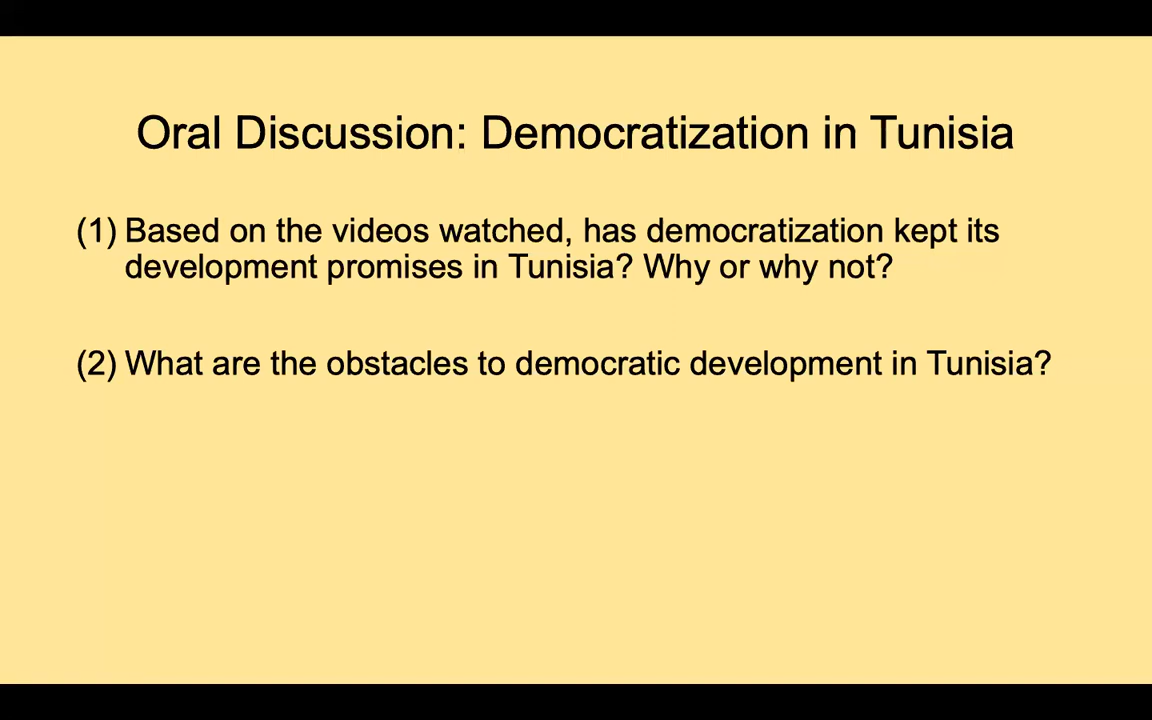 Oral Discussion: Democratization in Tunisia
(1) Based on the videos watched, has democratization kept its
development promises in Tunisia? Why or why not?
(2) What are the obstacles to democratic development in Tunisia?